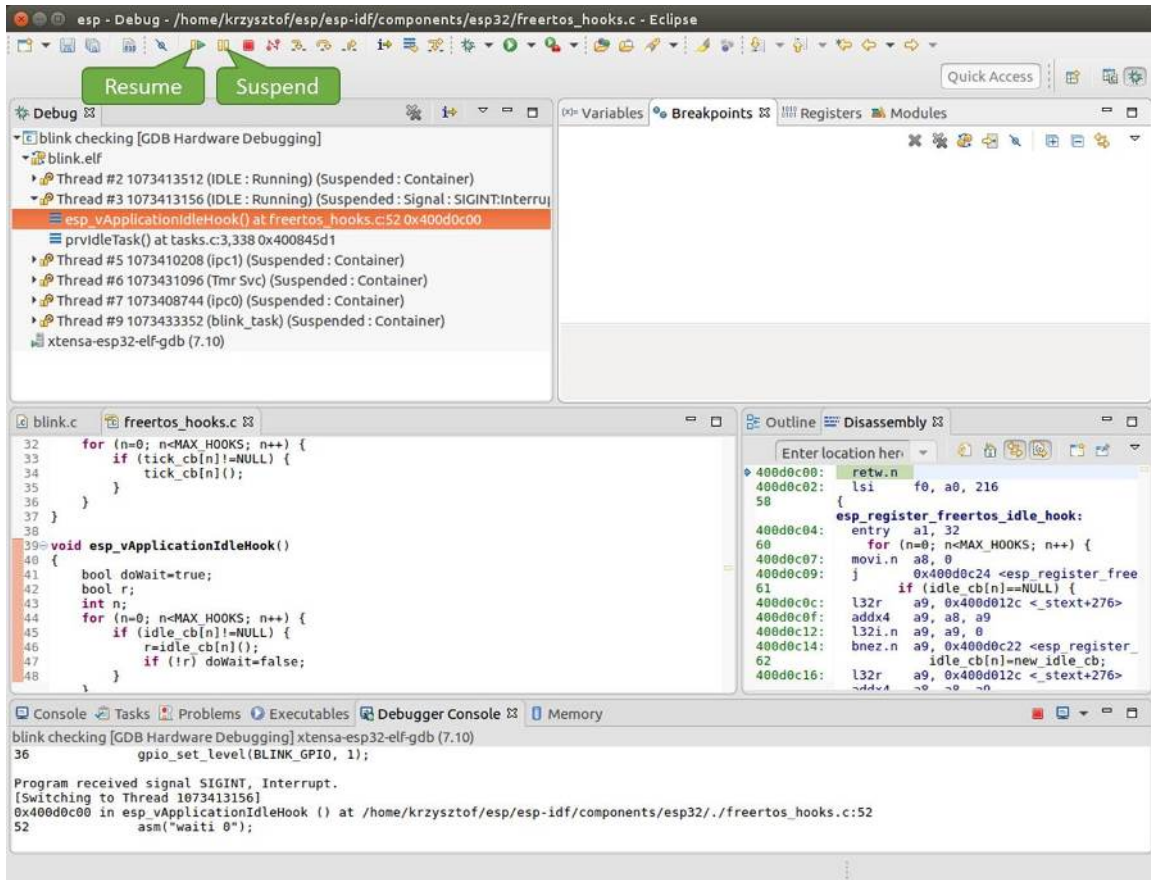 esp - Debug - /home/krzysztof/esp/esp-idf/components/esp32/freertos_hooks.c - Eclipse
Resume
Suspend
Quick Access
Debug
blink checking [GDB Hardware Debugging]
blink.elf
Thread #2 1073413512 (IDLE : Running) (Suspended : Container)
Thread #3 1073413156 (IDLE : Running) (Suspended : Signal : SIGINT:Interru
esp_vApplicationIdleHook() at freertos_hooks.c:52 0x400d0c00
prvIdleTask() at tasks.c:3,338 0x400845d1
Thread #5 1073410208 (ipc1) (Suspended : Container)
Thread #6 1073431096 (Tmr Svc) (Suspended : Container)
Thread #7 1073408744 (ipc0) (Suspended : Container)
Thread #9 1073433352 (blink_task) (Suspended : Container)
xtensa-esp32-elf-gdb (7.10)
(x)= Variables
Breakpoints
Registers
Modules
blink.c
freertos_hooks.c
32 for (n=0; n<MAX_HOOKS; n++) {
33 if (tick_cb[n]!=NULL) {
34 tick_cb[n]();
35 }
36 }
37 }
38
39 void esp_vApplicationIdleHook()
40 {
41 bool doWait=true;
42 bool r;
43 int n;
44 for (n=0; n<MAX_HOOKS; n++) {
45 if (idle_cb[n]!=NULL) {
46 r=idle_cb[n]();
47 if (!r) doWait=false;
48 }
Outline
Disassembly
Enter location her
400d0c00: retw.n
400d0c02: lsi f0, a0, 216
58 {
esp_register_freertos_idle_hook:
400d0c04: entry a1, 32
60 for (n=0; n<MAX_HOOKS; n++) {
400d0c07: movi.n a8, 0
400d0c09: j 0x400d0c24 <esp_register_free
61 if (idle_cb[n]==NULL) {
400d0c0c: l32r a9, 0x400d012c <_stext+276>
400d0c0f: addx4 a9, a8, a9
400d0c12: l32i.n a9, a9, 0
400d0c14: bnez.n a9, 0x400d0c22 <esp_register_
62 idle_cb[n]=new_idle_cb;
400d0c16: l32r a9, 0x400d012c <_stext+276>
Console
Tasks
Problems
Executables
Debugger Console
Memory
blink checking [GDB Hardware Debugging] xtensa-esp32-elf-gdb (7.10)
36 gpio_set_level(BLINK_GPIO, 1);
Program received signal SIGINT, Interrupt.
[Switching to Thread 1073413156]
0x400d0c00 in esp_vApplicationIdleHook () at /home/krzysztof/esp/esp-idf/components/esp32/./freertos_hooks.c:52
52 asm("waiti 0");